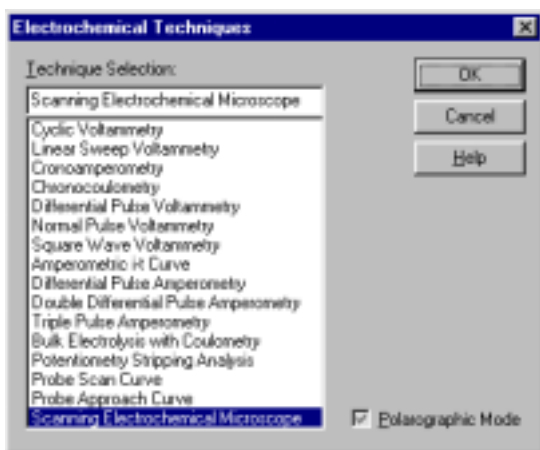 Electrochemical Techniques
Technique Selection:
Scanning Electrochemical Microscope
Cyclic Voltammetry
Linear Sweep Voltammetry
Cronoamperometry
Chronocoulometry
Differential Pulse Voltammetry
Normal Pulse Voltammetry
Square Wave Voltammetry
Amperometric i-t Curve
Differential Pulse Amperometry
Double Differential Pulse Amperometry
Triple Pulse Amperometry
Bulk Electrolysis with Coulometry
Potentiometry Stripping Analysis
Probe Scan Curve
Probe Approach Curve
Scanning Electrochemical Microscope
OK
Cancel
Help
Polarographic Mode